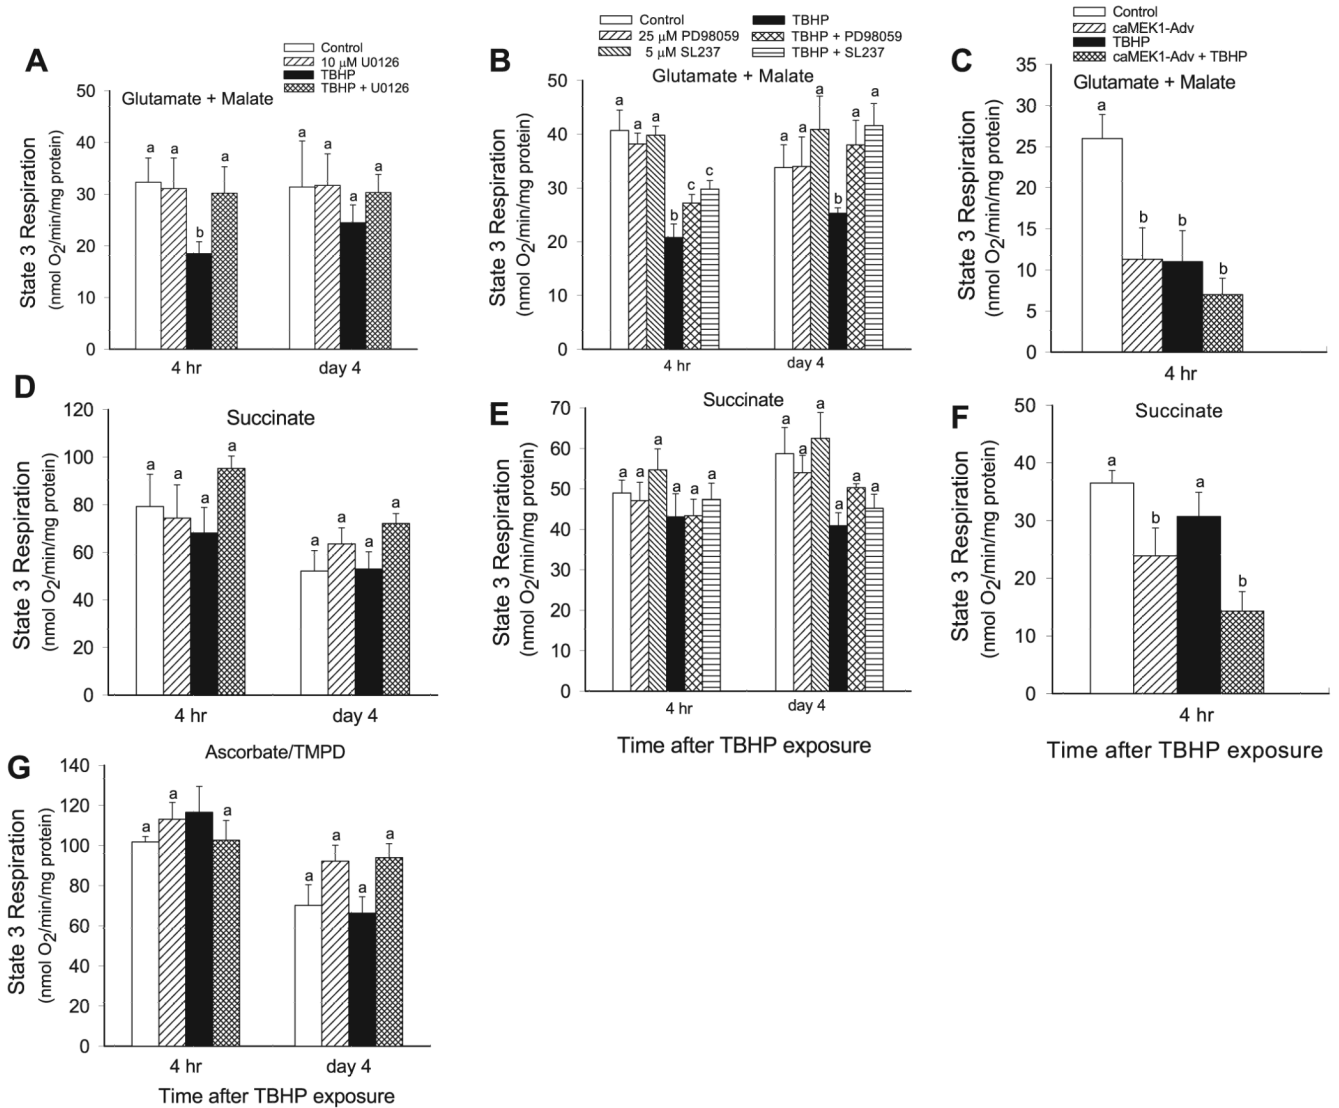 A
Control
10 μM U0126
TBHP
TBHP + U0126
Glutamate + Malate
State 3 Respiration
(nmol O2/min/mg protein)
50
40
30
20
10
0
a
a
b
a
a
a
a
a
4 hr
day 4
B
Control
25 μM PD98059
5 μM SL237
TBHP
TBHP + PD98059
TBHP + SL237
Glutamate + Malate
State 3 Respiration
(nmol O2/min/mg protein)
50
40
30
20
10
0
a
a
a
b
c
c
a
a
a
b
a
a
4 hr
day 4
C
Control
caMEK1-Adv
TBHP
caMEK1-Adv + TBHP
Glutamate + Malate
State 3 Respiration
(nmol O2/min/mg protein)
35
30
25
20
15
10
5
0
a
b
b
b
4 hr
D
Succinate
State 3 Respiration
(nmol O2/min/mg protein)
120
100
80
60
40
20
0
a
a
a
a
a
a
a
a
4 hr
day 4
E
Succinate
State 3 Respiration
(nmol O2/min/mg protein)
70
60
50
40
30
20
10
0
a
a
a
a
a
a
a
a
a
a
a
a
4 hr
day 4
Time after TBHP exposure
F
Succinate
State 3 Respiration
(nmol O2/min/mg protein)
50
40
30
20
10
0
a
b
a
b
4 hr
Time after TBHP exposure
G
Ascorbate/TMPD
State 3 Respiration
(nmol O2/min/mg protein)
140
120
100
80
60
40
20
0
a
a
a
a
a
a
a
4 hr
day 4
Time after TBHP exposure